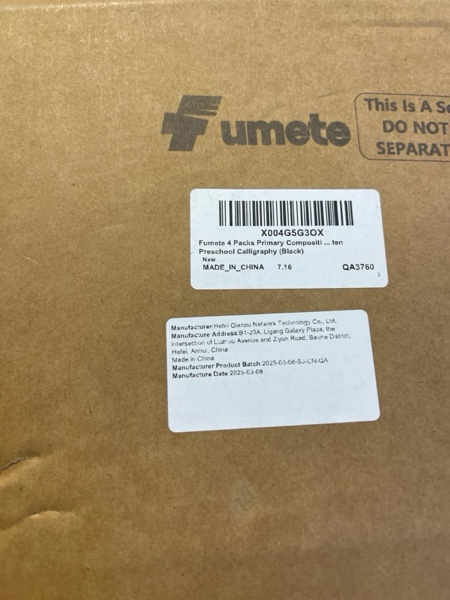 Fumete
This Is A Se
DO NOT
SEPARAT
X004G5G3OX
Fumete 4 Packs Primary Compositi ... ten
Preschool Calligraphy (Black)
New
MADE_IN_CHINA 7.16 QA3760
Manufacturer:Hefei Qiaopu Network Technology Co., Ltd.
Manufacture Address:B1-20A, Ligang Galaxy Plaza, the
intersection of Luzhou Avenue and Ziyun Road, Baohe District,
Hefei, Anhui, China
Made in China
Manufacturer Product Batch:2025-03-08-SJ-CN-QA
Manufacture Date:2025-03-08